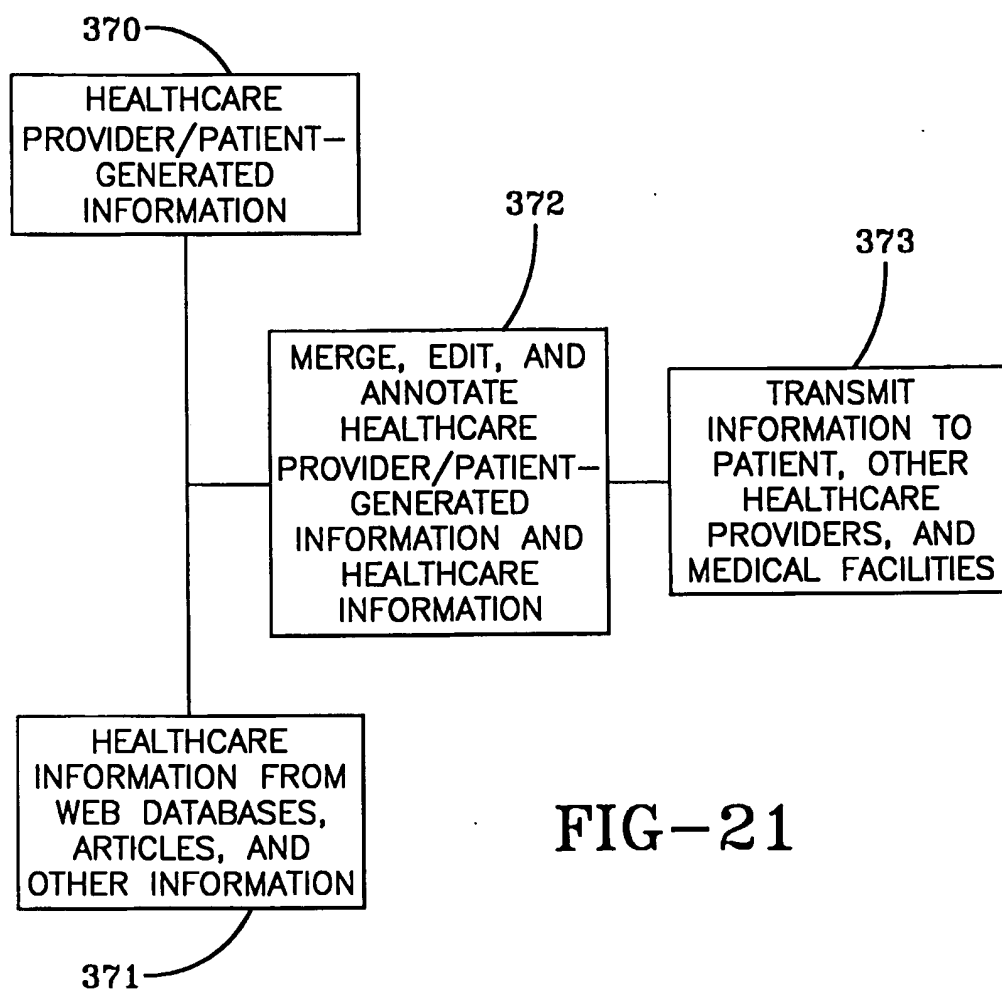 370
HEALTHCARE
PROVIDER/PATIENT-
GENERATED
INFORMATION
372
MERGE, EDIT, AND
ANNOTATE
HEALTHCARE
PROVIDER/PATIENT-
GENERATED
INFORMATION AND
HEALTHCARE
INFORMATION
373
TRANSMIT
INFORMATION TO
PATIENT, OTHER
HEALTHCARE
PROVIDERS, AND
MEDICAL FACILITIES
HEALTHCARE
INFORMATION FROM
WEB DATABASES,
ARTICLES, AND
OTHER INFORMATION
371
FIG-21